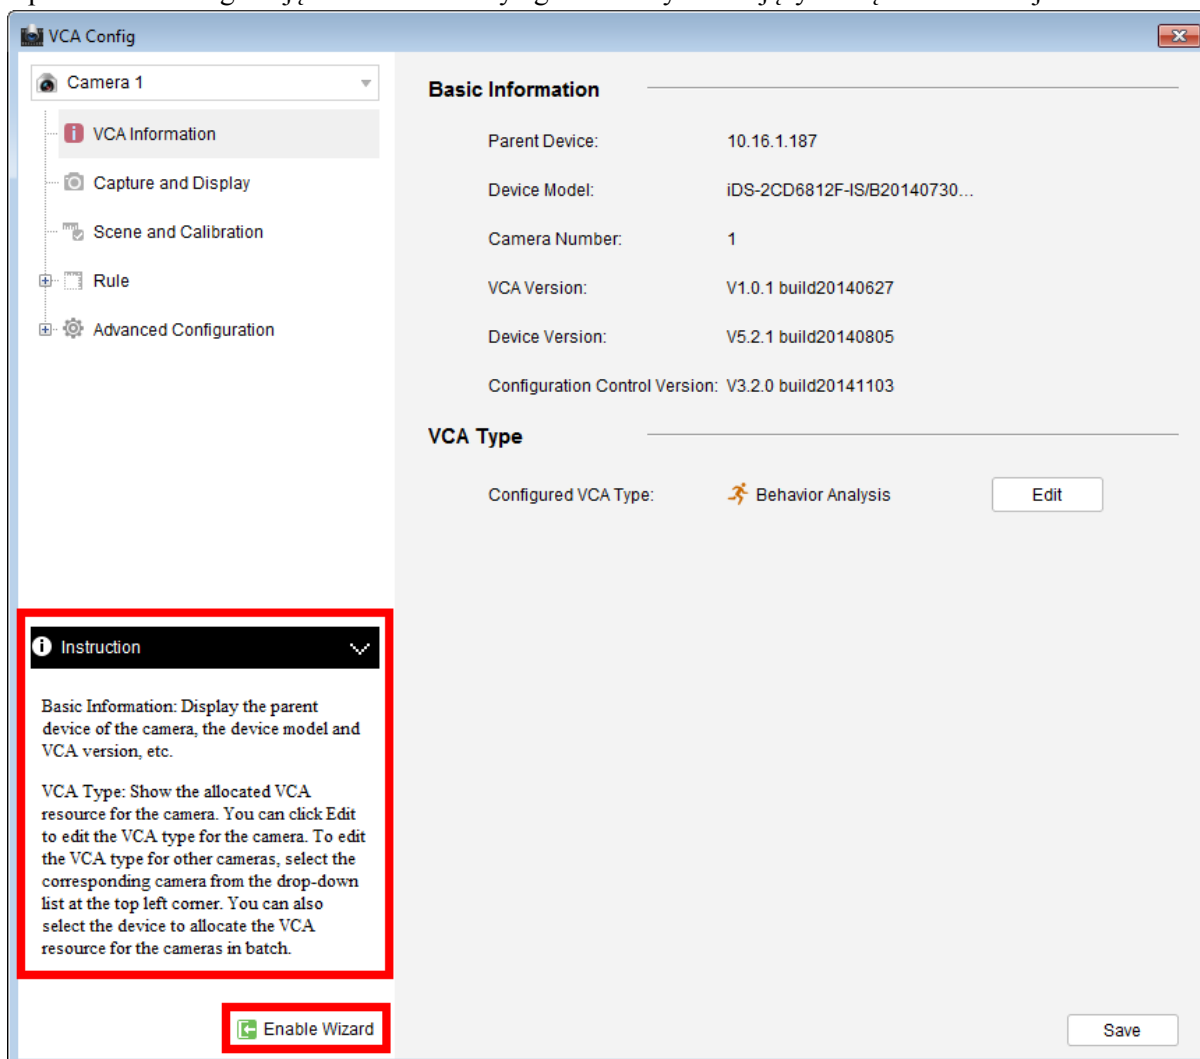 VCA Config
Camera 1
VCA Information
Capture and Display
Scene and Calibration
Rule
Advanced Configuration
Basic Information
Parent Device: 10.16.1.187
Device Model: iDS-2CD6812F-IS/B20140730...
Camera Number: 1
VCA Version: V1.0.1 build20140627
Device Version: V5.2.1 build20140805
Configuration Control Version: V3.2.0 build20141103
VCA Type
Configured VCA Type: Behavior Analysis Edit
Instruction
Basic Information: Display the parent
device of the camera, the device model and
VCA version, etc.
VCA Type: Show the allocated VCA
resource for the camera. You can click Edit
to edit the VCA type for the camera. To edit
the VCA type for other cameras, select the
corresponding camera from the drop-down
list at the top left corner. You can also
select the device to allocate the VCA
resource for the cameras in batch.
Enable Wizard
Save